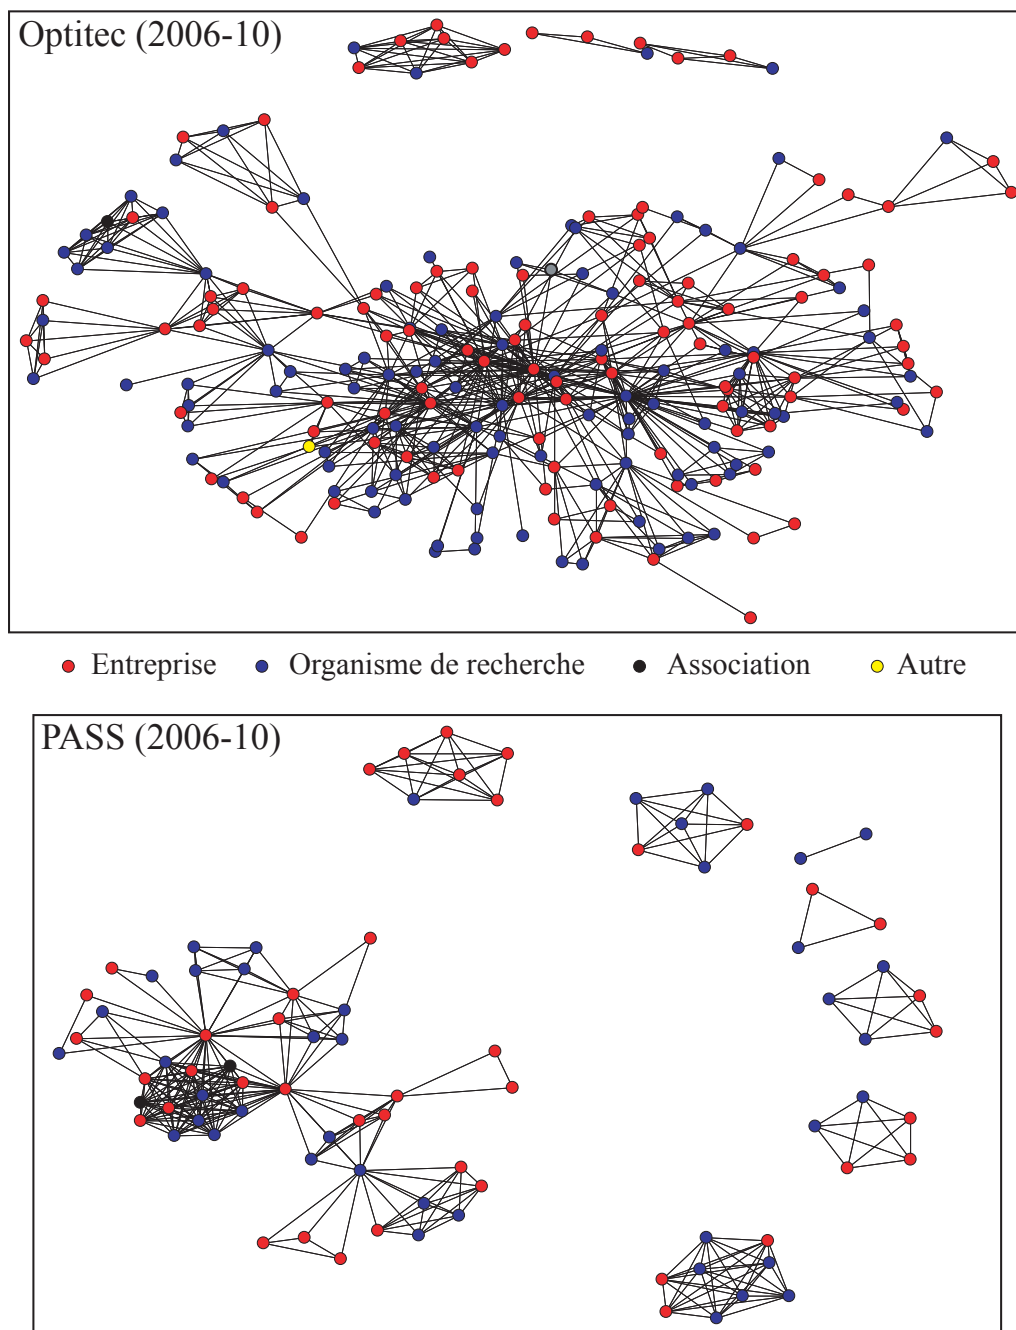 Optitec (2006-10)
Entreprise Organisme de recherche Association Autre
PASS (2006-10)